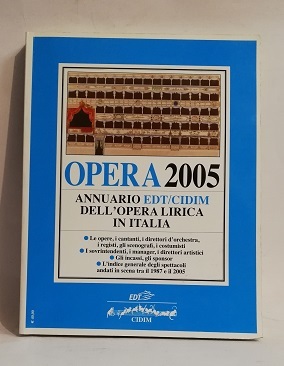 OPERA 2005
ANNUARIO EDT/CIDIM
DELL'OPERA LIRICA
IN ITALIA
● Le opere, i cantanti, i direttori d'orchestra,
i registi, gli scenografi, i costumisti
● I sovrintendenti, i manager, i direttori artistici
● Gli incassi, gli sponsor
● L'indice generale degli spettacoli
andati in scena tra il 1987 e il 2005
EDT
CIDIM